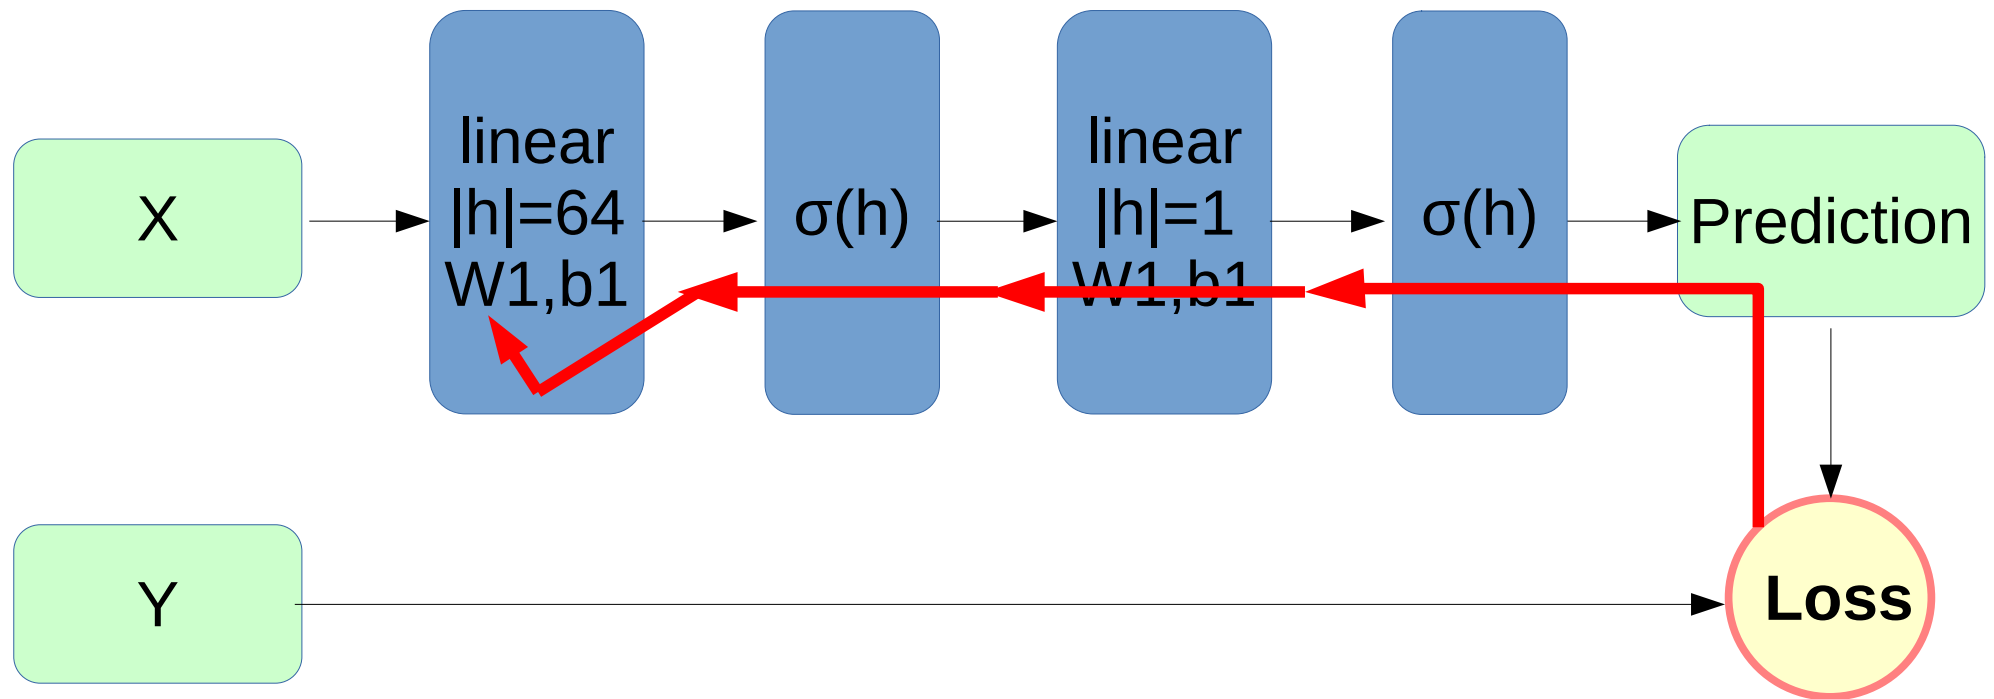 X
linear
|h|=64
W1,b1
σ(h)
linear
|h|=1
W1,b1
σ(h)
Prediction
Y
Loss